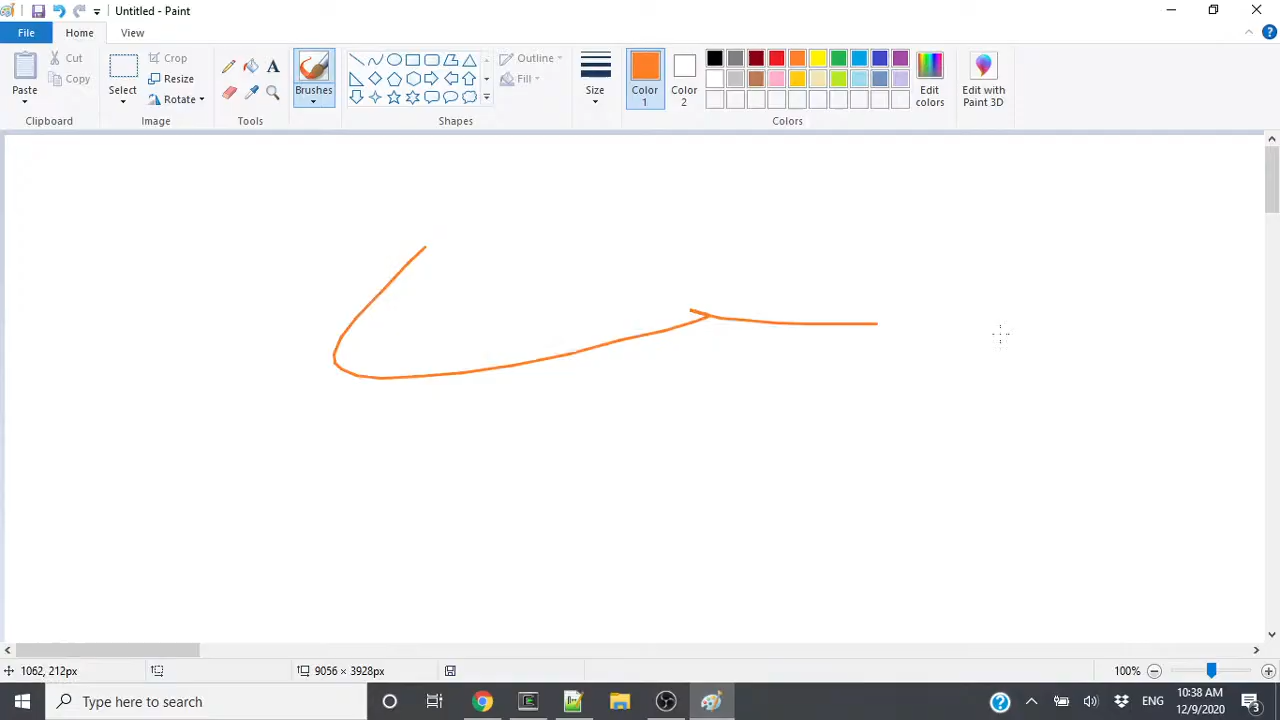 Untitled - Paint
File Home View
Paste
Cut
Copy
Clipboard
Select
Crop
Resize
Rotate
Image
Tools
Brushes
Shapes
Outline
Fill
Size
Color 1
Color 2
Colors
Edit colors
Edit with Paint 3D
1062, 212px
9056 × 3928px
100%
Type here to search
ENG
10:38 AM
12/9/2020
3